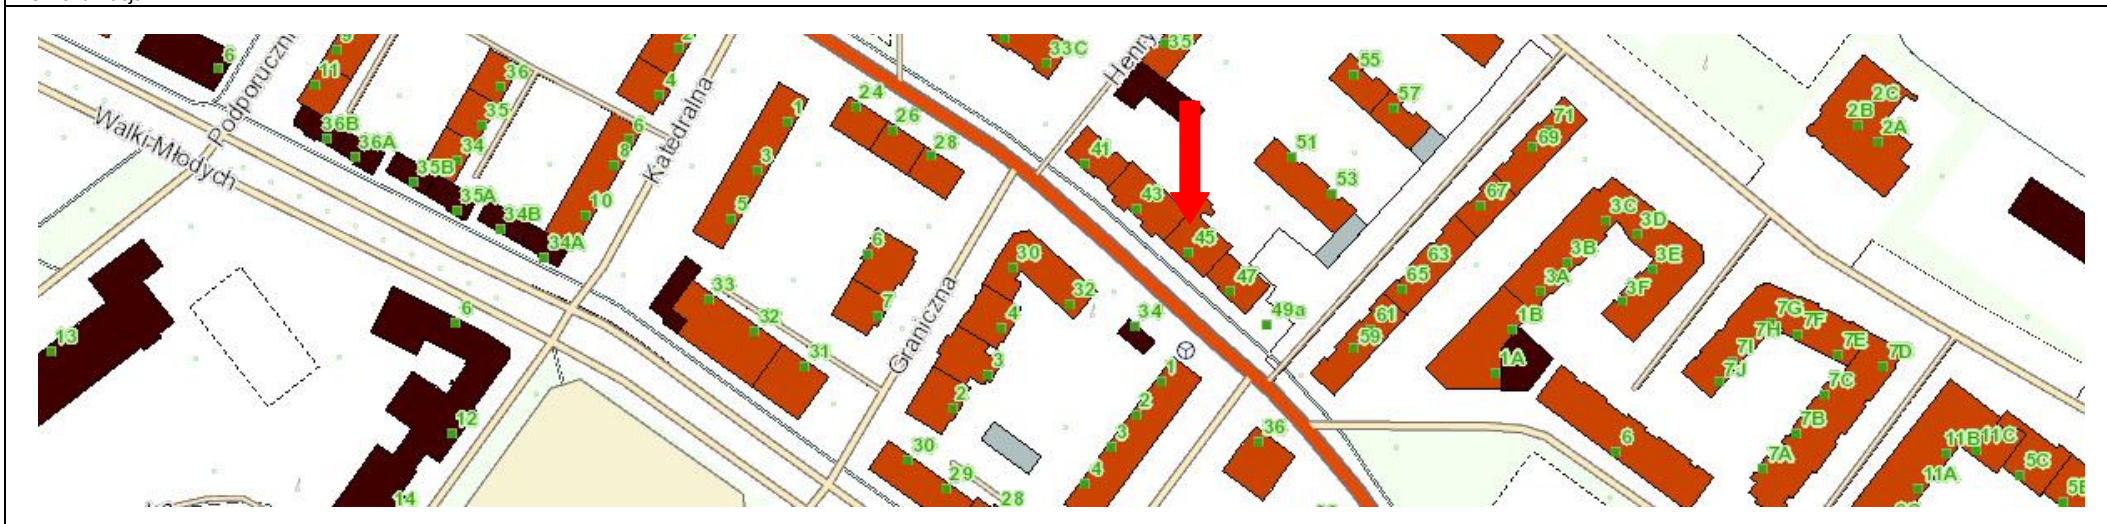 6
9
11
36B
36A
35B
35A
34B
34A
36
35
34
2
4
6
8
10
Podporuczni
Walki-Młodych
Katedralna
1
3
5
24
26
28
6
7
33
32
31
Graniczna
13
6
12
14
33C
35
Henry
41
43
45
47
49a
51
53
55
57
30
32
4
3
2
34
1
2
3
4
30
29
28
36
71
69
67
63
65
61
59
2C
2B
2A
3C
3D
3B
3E
3A
3F
1B
1A
7G
7F
7H
7E
7D
7I
7J
7C
7B
7A
6
11B
11C
11A
5C
5E